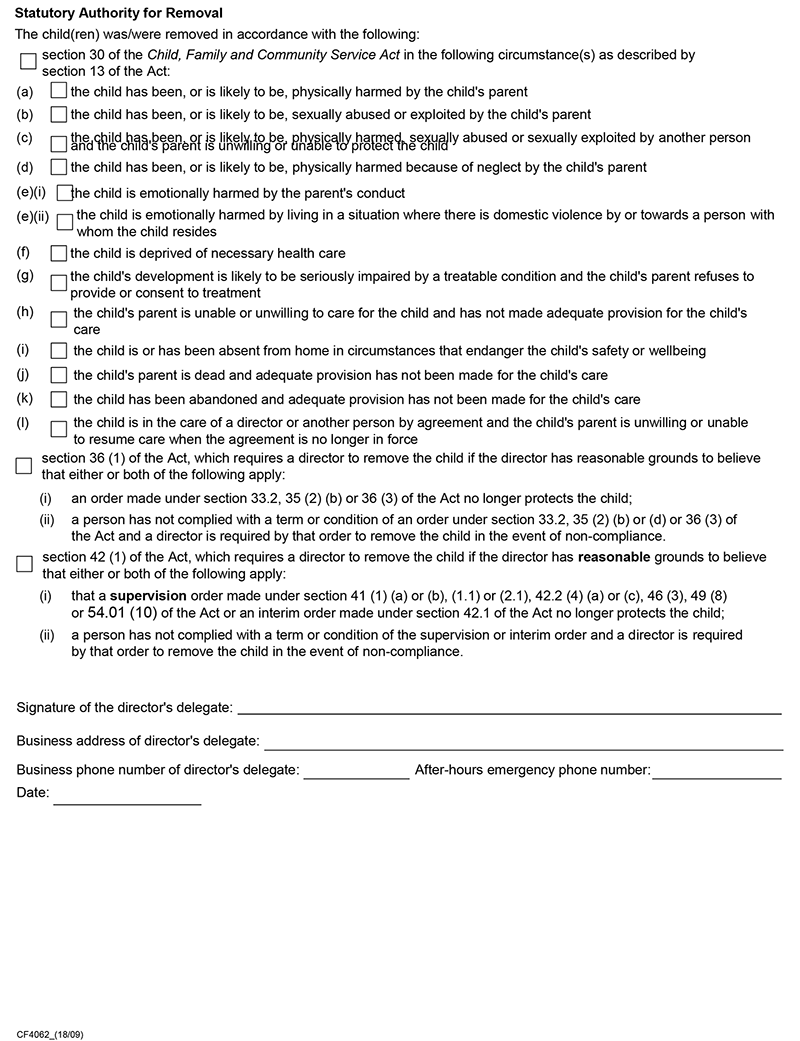 Statutory Authority for Removal
The child(ren) was/were removed in accordance with the following:
section 30 of the Child, Family and Community Service Act in the following circumstance(s) as described by
section 13 of the Act:
(a) the child has been, or is likely to be, physically harmed by the child's parent
(b) the child has been, or is likely to be, sexually abused or exploited by the child's parent
(c) the child has been, or is likely to be, physically harmed, sexually abused or sexually exploited by another person
and the child's parent is unwilling or unable to protect the child
(d) the child has been, or is likely to be, physically harmed because of neglect by the child's parent
(e)(i) the child is emotionally harmed by the parent's conduct
(e)(ii) the child is emotionally harmed by living in a situation where there is domestic violence by or towards a person with
whom the child resides
(f) the child is deprived of necessary health care
(g) the child's development is likely to be seriously impaired by a treatable condition and the child's parent refuses to
provide or consent to treatment
(h) the child's parent is unable or unwilling to care for the child and has not made adequate provision for the child's
care
(i) the child is or has been absent from home in circumstances that endanger the child's safety or wellbeing
(j) the child's parent is dead and adequate provision has not been made for the child's care
(k) the child has been abandoned and adequate provision has not been made for the child's care
(l) the child is in the care of a director or another person by agreement and the child's parent is unwilling or unable
to resume care when the agreement is no longer in force
section 36 (1) of the Act, which requires a director to remove the child if the director has reasonable grounds to believe
that either or both of the following apply:
(i) an order made under section 33.2, 35 (2) (b) or 36 (3) of the Act no longer protects the child;
(ii) a person has not complied with a term or condition of an order under section 33.2, 35 (2) (b) or (d) or 36 (3) of
the Act and a director is required by that order to remove the child in the event of non-compliance.
section 42 (1) of the Act, which requires a director to remove the child if the director has reasonable grounds to believe
that either or both of the following apply:
(i) that a supervision order made under section 41 (1) (a) or (b), (1.1) or (2.1), 42.2 (4) (a) or (c), 46 (3), 49 (8)
or 54.01 (10) of the Act or an interim order made under section 42.1 of the Act no longer protects the child;
(ii) a person has not complied with a term or condition of the supervision or interim order and a director is required
by that order to remove the child in the event of non-compliance.
Signature of the director's delegate:
Business address of director's delegate:
Business phone number of director's delegate: After-hours emergency phone number:
Date:
CF4062_(18/09)